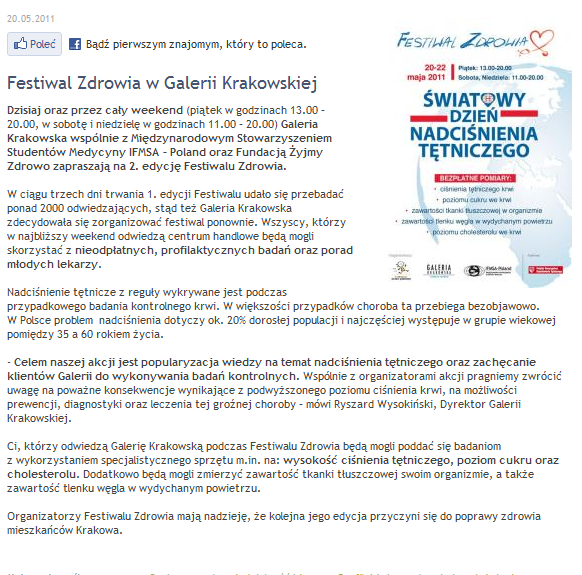 20.05.2011
Poleć Bądź pierwszym znajomym, który to poleca.
Festiwal Zdrowia w Galerii Krakowskiej
Dzisiaj oraz przez cały weekend (piątek w godzinach 13.00 -
20.00, w sobotę i niedzielę w godzinach 11.00 - 20.00) Galeria
Krakowska wspólnie z Międzynarodowym Stowarzyszeniem
Studentów Medycyny IFMSA - Poland oraz Fundacją Żyjmy
Zdrowo zapraszają na 2. edycję Festiwalu Zdrowia.
W ciągu trzech dni trwania 1. edycji Festiwalu udało się przebadać
ponad 2000 odwiedzających, stąd też Galeria Krakowska
zdecydowała się zorganizować festiwal ponownie. Wszyscy, którzy
w najbliższy weekend odwiedzą centrum handlowe będą mogli
skorzystać z nieodpłatnych, profilaktycznych badań oraz porad
młodych lekarzy.
Nadciśnienie tętnicze z reguły wykrywane jest podczas
przypadkowego badania kontrolnego krwi. W większości przypadków choroba ta przebiega bezobjawowo.
W Polsce problem nadciśnienia dotyczy ok. 20% dorosłej populacji i najczęściej występuje w grupie wiekowej
pomiędzy 35 a 60 rokiem życia.
- Celem naszej akcji jest popularyzacja wiedzy na temat nadciśnienia tętniczego oraz zachęcanie
klientów Galerii do wykonywania badań kontrolnych. Wspólnie z organizatorami akcji pragniemy zwrócić
uwagę na poważne konsekwencje wynikające z podwyższonego poziomu ciśnienia krwi, na możliwości
prewencji, diagnostyki oraz leczenia tej groźnej choroby – mówi Ryszard Wysokiński, Dyrektor Galerii
Krakowskiej.
Ci, którzy odwiedzą Galerię Krakowską podczas Festiwalu Zdrowia będą mogli poddać się badaniom
z wykorzystaniem specjalistycznego sprzętu m.in. na: wysokość ciśnienia tętniczego, poziom cukru oraz
cholesterolu. Dodatkowo będą mogli zmierzyć zawartość tkanki tłuszczowej swoim organizmie, a także
zawartość tlenku węgla w wydychanym powietrzu.
Organizatorzy Festiwalu Zdrowia mają nadzieję, że kolejna jego edycja przyczyni się do poprawy zdrowia
mieszkańców Krakowa.
FESTIWAL ZDROWIA
20-22
maj 2011
Piątek: 13.00-20.00
Sobota, Niedziela: 11.00-20.00
ŚWIATOWY
DZIEŃ
NADCIŚNIENIA
TĘTNICZEGO
BEZPŁATNE POMIARY:
• ciśnienia tętniczego krwi
• poziomu cukru we krwi
• zawartości tkanki tłuszczowej w organizmie
• zawartości tlenku węgla w wydychanym powietrzu
• poziomu cholesterolu we krwi
GALERIA
KRAKOWSKA
IFMSA-Poland